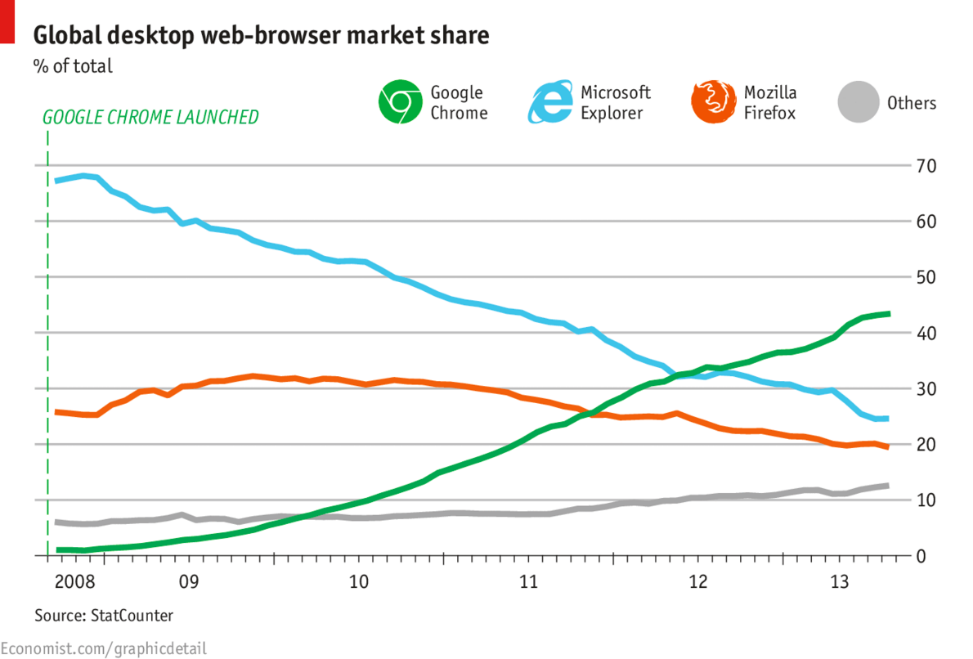 Global desktop web-browser market share
% of total
GOOGLE CHROME LAUNCHED
Google
Chrome
Microsoft
Explorer
Mozilla
Firefox
Others
70
60
50
40
30
20
10
0
2008 09 10 11 12 13
Source: StatCounter
Economist.com/graphicdetail